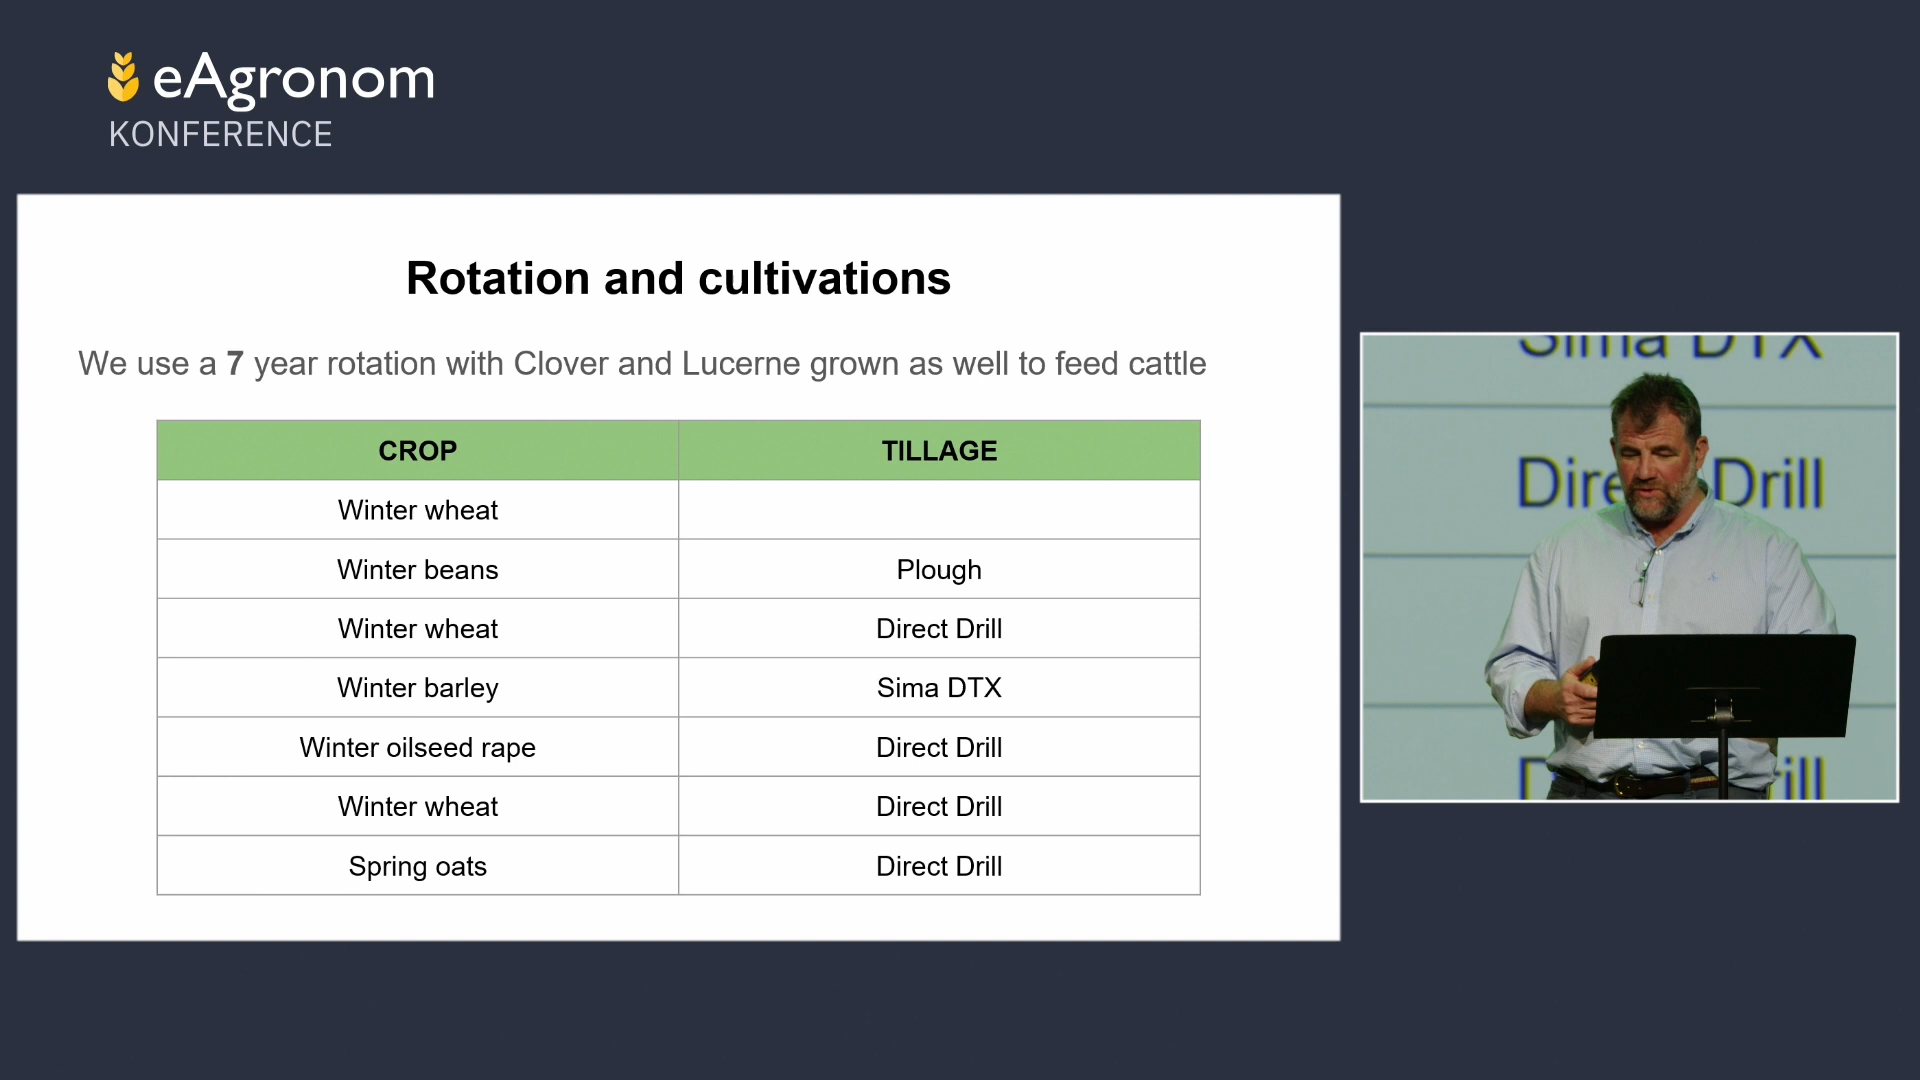 eAgronom
KONFERENCE
Rotation and cultivations
We use a 7 year rotation with Clover and Lucerne grown as well to feed cattle
CROP TILLAGE
Winter wheat
Winter beans Plough
Winter wheat Direct Drill
Winter barley Sima DTX
Winter oilseed rape Direct Drill
Winter wheat Direct Drill
Spring oats Direct Drill
Sima DTX
Drill